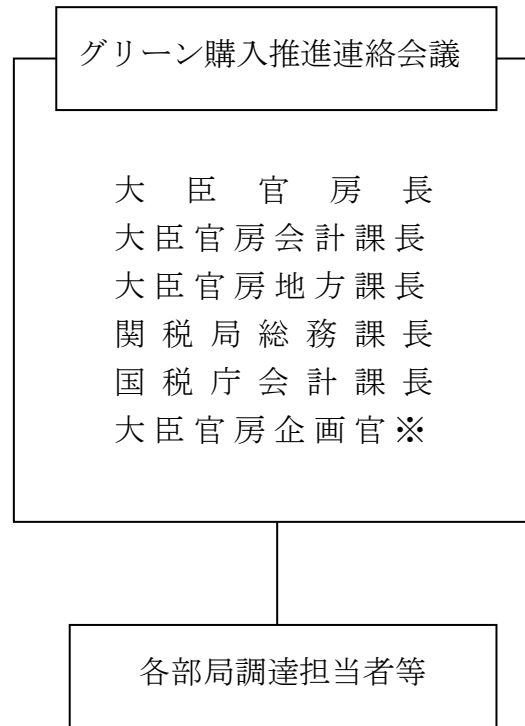 グリーン購入推進連絡会議
大臣官房長
大臣官房会計課長
大臣官房地方課長
関税局総務課長
国税庁会計課長
大臣官房企画官※
各部局調達担当者等